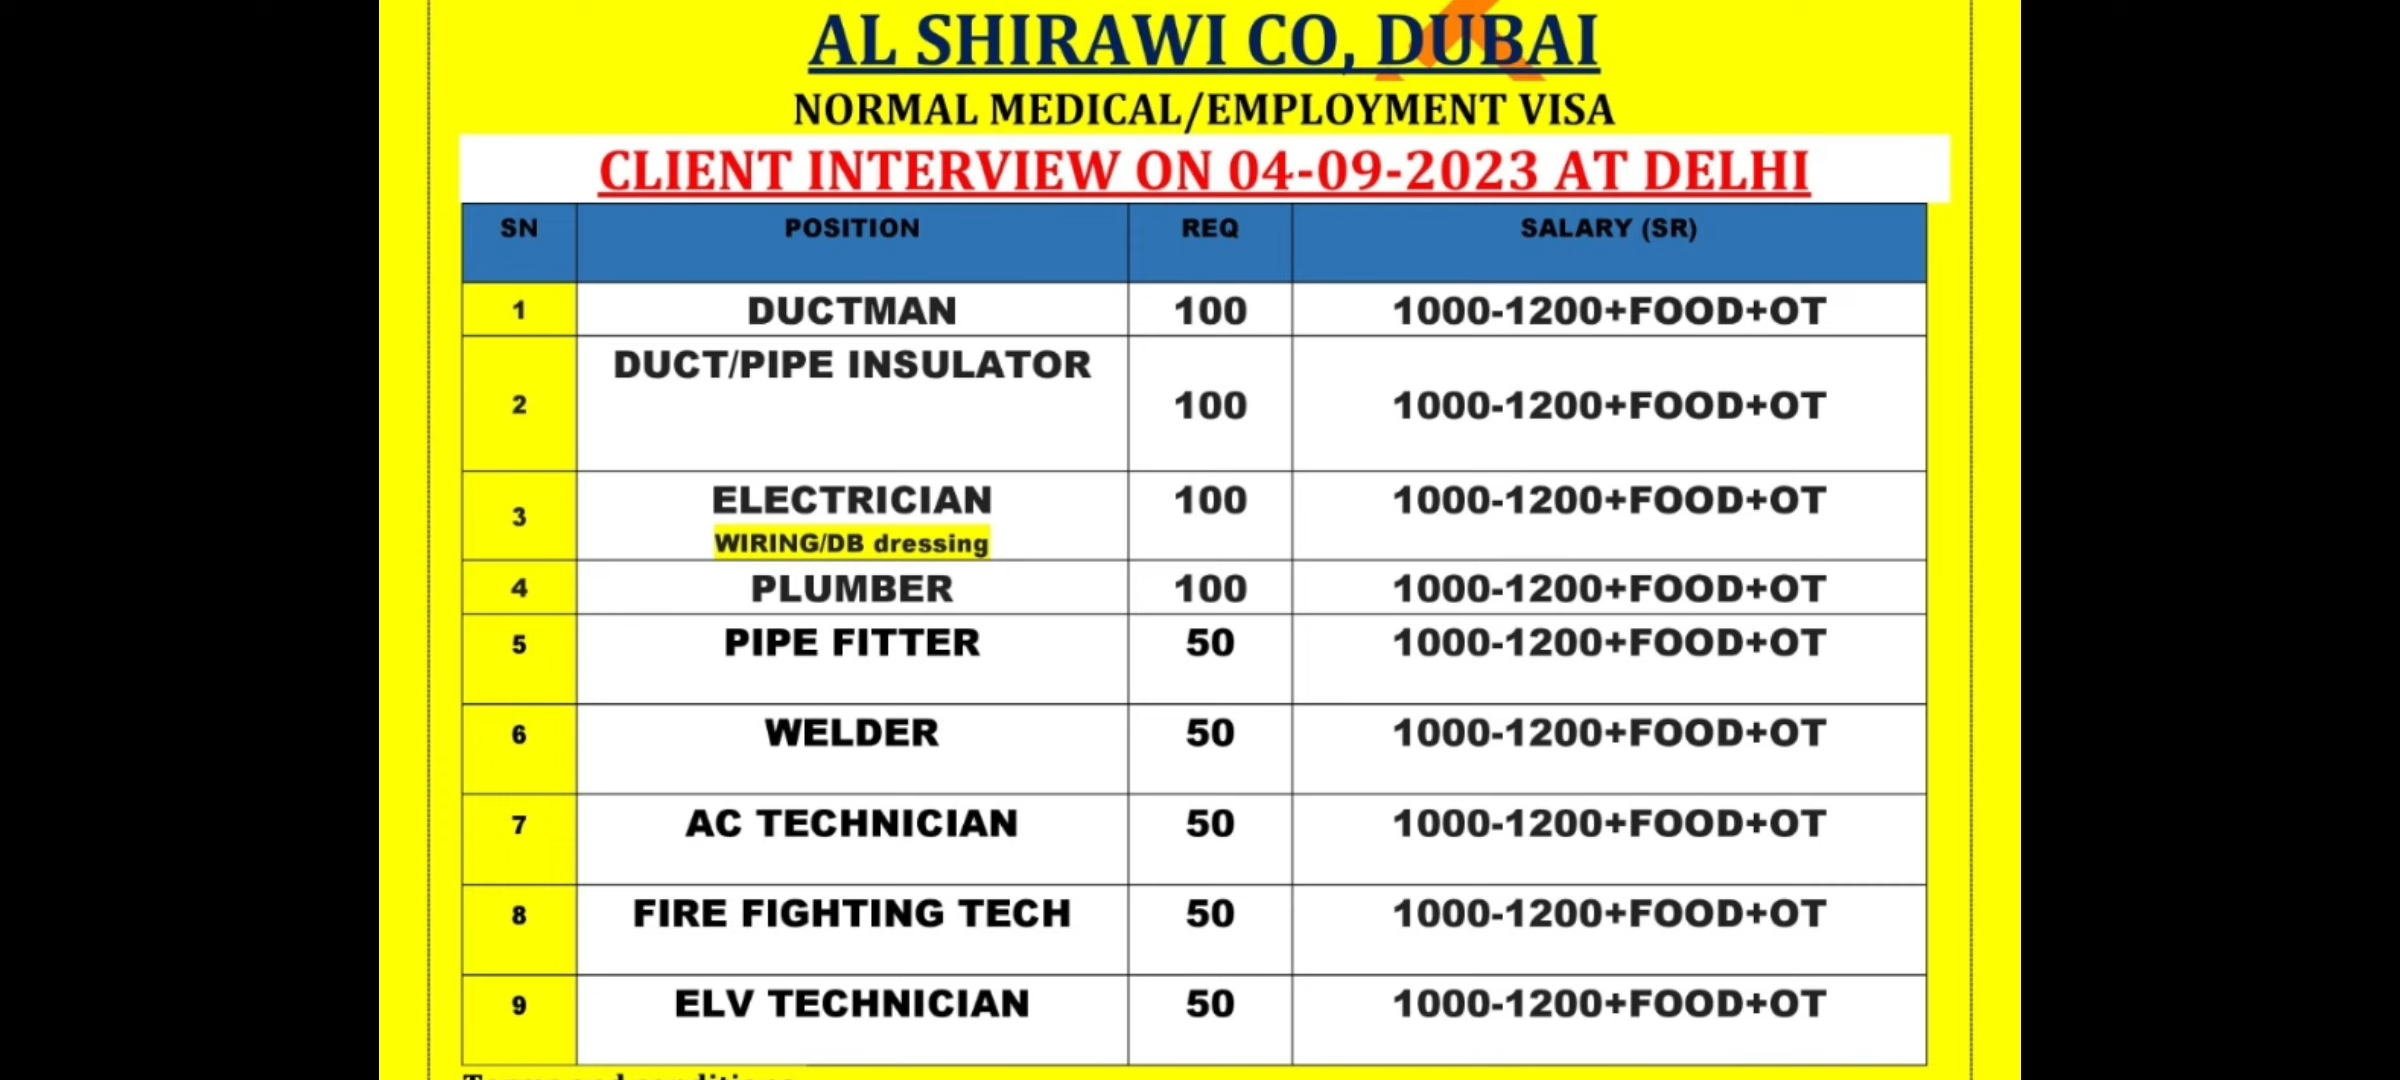 AL SHIRAWI CO, DUBAI
NORMAL MEDICAL/EMPLOYMENT VISA
CLIENT INTERVIEW ON 04-09-2023 AT DELHI
SN POSITION REQ SALARY (SR)
1 DUCTMAN 100 1000-1200+FOOD+OT
2 DUCT/PIPE INSULATOR 100 1000-1200+FOOD+OT
3 ELECTRICIAN 100 1000-1200+FOOD+OT
WIRING/DB dressing
4 PLUMBER 100 1000-1200+FOOD+OT
5 PIPE FITTER 50 1000-1200+FOOD+OT
6 WELDER 50 1000-1200+FOOD+OT
7 AC TECHNICIAN 50 1000-1200+FOOD+OT
8 FIRE FIGHTING TECH 50 1000-1200+FOOD+OT
9 ELV TECHNICIAN 50 1000-1200+FOOD+OT